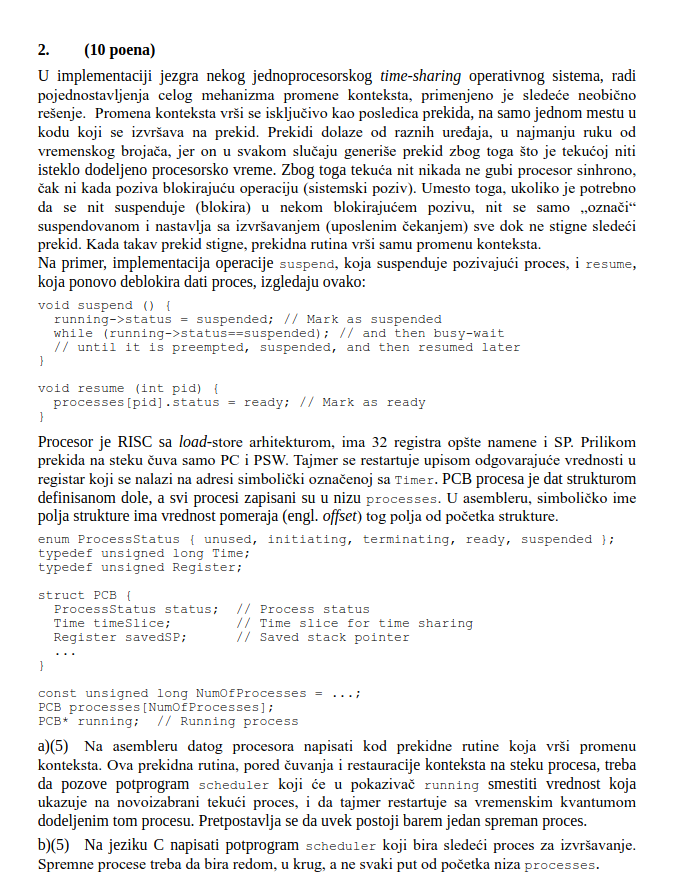 2. (10 poena)
U implementaciji jezgra nekog jednoprocesorskog time-sharing operativnog sistema, radi
pojednostavljenja celog mehanizma promene konteksta, primenjeno je sledeće neobično
rešenje. Promena konteksta vrši se isključivo kao posledica prekida, na samo jednom mestu u
kodu koji se izvršava na prekid. Prekidi dolaze od raznih uređaja, u najmanju ruku od
vremenskog brojača, jer on u svakom slučaju generiše prekid zbog toga što je tekućoj niti
isteklo dodeljeno procesorsko vreme. Zbog toga tekuća nit nikada ne gubi procesor sinhrono,
čak ni kada poziva blokirajuću operaciju (sistemski poziv). Umesto toga, ukoliko je potrebno
da se nit suspenduje (blokira) u nekom blokirajućem pozivu, nit se samo „označi“
suspendovanom i nastavlja sa izvršavanjem (uposlenim čekanjem) sve dok ne stigne sledeći
prekid. Kada takav prekid stigne, prekidna rutina vrši samu promenu konteksta.
Na primer, implementacija operacije suspend, koja suspenduje pozivajući proces, i resume,
koja ponovo deblokira dati proces, izgledaju ovako:
void suspend () {
running->status = suspended; // Mark as suspended
while (running->status==suspended); // and then busy-wait
// until it is preempted, suspended, and then resumed later
}
void resume (int pid) {
processes[pid].status = ready; // Mark as ready
}
Procesor je RISC sa load-store arhitekturom, ima 32 registra opšte namene i SP. Prilikom
prekida na steku čuva samo PC i PSW. Tajmer se restartuje upisom odgovarajuće vrednosti u
registar koji se nalazi na adresi simbolički označenoj sa Timer. PCB procesa je dat strukturom
definisanom dole, a svi procesi zapisani su u nizu processes. U asembleru, simboličko ime
polja strukture ima vrednost pomeraja (engl. offset) tog polja od početka strukture.
enum ProcessStatus { unused, initiating, terminating, ready, suspended };
typedef unsigned long Time;
typedef unsigned Register;
struct PCB {
ProcessStatus status; // Process status
Time timeSlice; // Time slice for time sharing
Register savedSP; // Saved stack pointer
...
}
const unsigned long NumOfProcesses = ...;
PCB processes[NumOfProcesses];
PCB* running; // Running process
a)(5) Na asembleru datog procesora napisati kod prekidne rutine koja vrši promenu
konteksta. Ova prekidna rutina, pored čuvanja i restauracije konteksta na steku procesa, treba
da pozove potprogram scheduler koji će u pokazivač running smestiti vrednost koja
ukazuje na novoizabrani tekući proces, i da tajmer restartuje sa vremenskim kvantumom
dodeljenim tom procesu. Pretpostavlja se da uvek postoji barem jedan spreman proces.
b)(5) Na jeziku C napisati potprogram scheduler koji bira sledeći proces za izvršavanje.
Spremne procese treba da bira redom, u krug, a ne svaki put od početka niza processes.